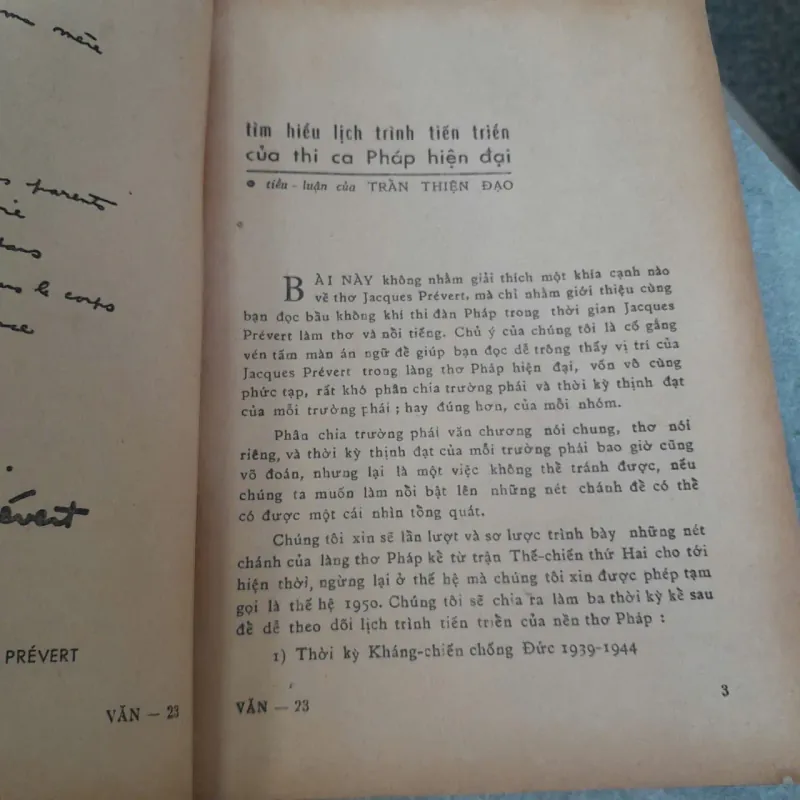 ma mère
parents
dans
le corps
Prévert
PRÉVERT
VĂN — 23
tìm hiểu lịch trình tiến triển
của thi ca Pháp hiện đại
• tiểu - luận của TRẦN THIỆN ĐẠO
BÀI NÀY không nhằm giải thích một khía cạnh nào
về thơ Jacques Prévert, mà chỉ nhằm giới thiệu cùng
bạn đọc bầu không khí thi đàn Pháp trong thời gian Jacques
Prévert làm thơ và nổi tiếng. Chủ ý của chúng tôi là cố gắng
vén tấm màn án ngữ để giúp bạn đọc dễ trông thấy vị trí của
Jacques Prévert trong làng thơ Pháp hiện đại, vốn vô cùng
phức tạp, rất khó phân chia trường phái và thời kỳ thịnh đạt
của mỗi trường phái ; hay đúng hơn, của mỗi nhóm.
Phân chia trường phái văn chương nói chung, thơ nói
riêng, và thời kỳ thịnh đạt của mỗi trường phái bao giờ cũng
võ đoán, nhưng lại là một việc không thể tránh được, nếu
chúng ta muốn làm nổi bật lên những nét chánh để có thể
có được một cái nhìn tổng quát.
Chúng tôi xin sẽ lần lượt và sơ lược trình bày những nét
chánh của làng thơ Pháp kể từ trận Thế-chiến thứ Hai cho tới
hiện thời, ngừng lại ở thế hệ mà chúng tôi xin được phép tạm
gọi là thế hệ 1950. Chúng tôi sẽ chia ra làm ba thời kỳ kể sau
để dễ theo dõi lịch trình tiến triển của nền thơ Pháp :
1) Thời kỳ Kháng-chiến chống Đức 1939-1944
VĂN — 23
3